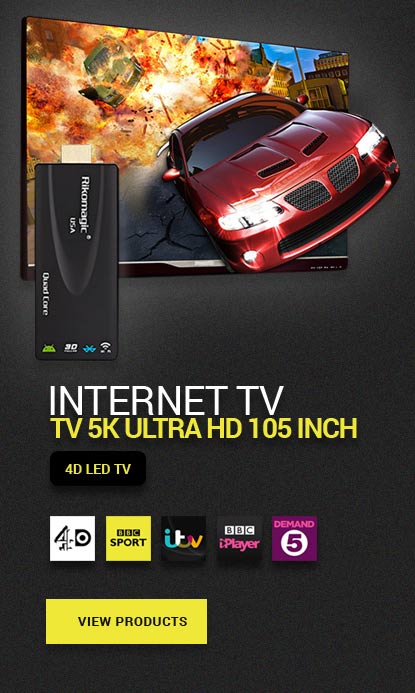 Rikomagic®
USA
Quad Core
3D
INTERNET TV
TV 5K ULTRA HD 105 INCH
4D LED TV
4oD
BBC
SPORT
itv
BBC
iPlayer
DEMAND
5
VIEW PRODUCTS